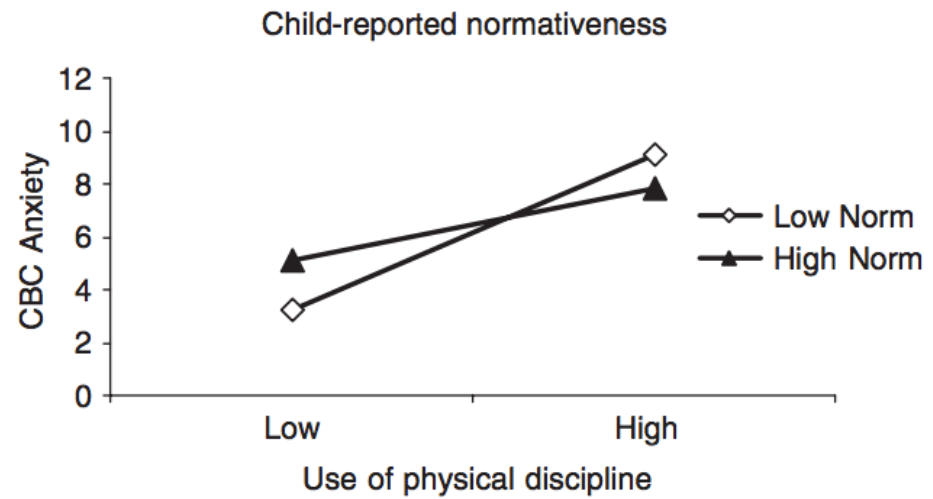 Child-reported normativeness
12
10
8
6
4
2
0
CBC Anxiety
Low High
Use of physical discipline
Low Norm
High Norm